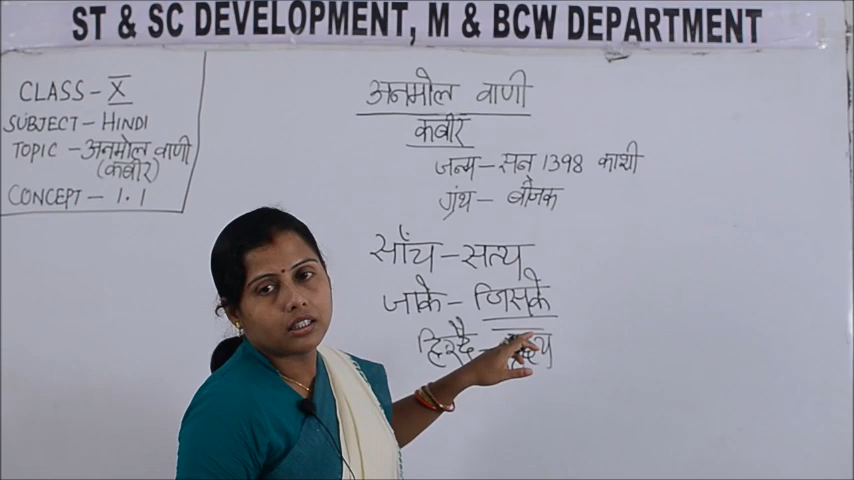 ST & SC DEVELOPMENT, M & BCW DEPARTMENT
CLASS - X
SUBJECT - HINDI
TOPIC - अनमोल वाणी
(कबीर)
CONCEPT - 1.1
अनमोल वाणी
कबीर
जन्म - सन् 1398 काशी
ग्रंथ - बीजक
साँच - सत्य
जाके - जिसके
हिरदै -